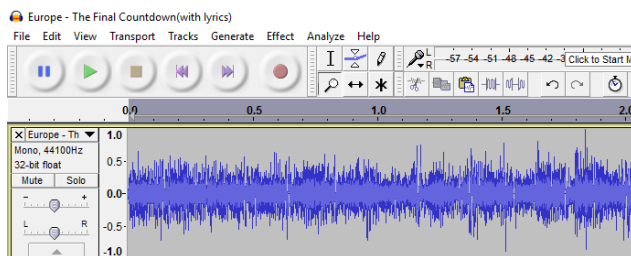 Europe - The Final Countdown(with lyrics)
File Edit View Transport Tracks Generate Effect Analyze Help
L
R
-57 -54 -51 -48 -45 -42 -3 Click to Start M
0.0 0.5 1.0 1.5 2.0
Europe - Th
Mono, 44100Hz
32-bit float
Mute Solo
- +
L R
1.0
0.5-
0.0-
-0.5-
-1.0